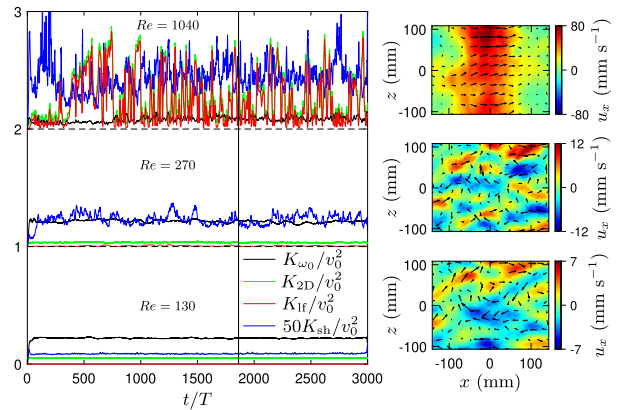 3
2
1
0
Re = 1040
Re = 270
Re = 130
K_{ω_0}/v_0^2
K_{2D}/v_0^2
K_{lf}/v_0^2
50K_{sh}/v_0^2
0 500 1000 1500 2000 2500 3000
t/T
100
0
-100
z (mm)
80
0
-80
u_x (mm s^{-1})
100
0
-100
z (mm)
12
0
-12
u_x (mm s^{-1})
100
0
-100
z (mm)
-100 0 100
x (mm)
7
0
-7
u_x (mm s^{-1})